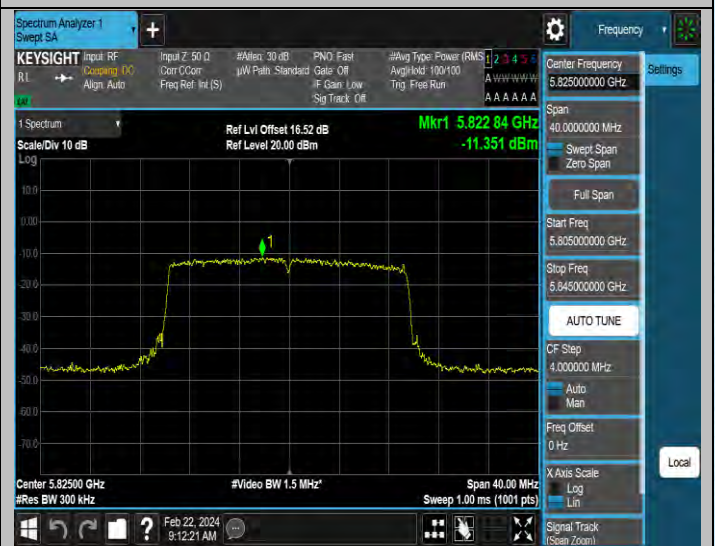 Spectrum Analyzer 1
Swept SA
+
Frequency
KEYSIGHT Input: RF Input Z: 50 Ω #Atten: 30 dB PNO: Fast #Avg Type: Power (RMS 1 2 3 4 5 6
RL Coupling: DC Corr CCorr µW Path: Standard Gate: Off Avg|Hold: 100/100 A W W W W W
Align: Auto Freq Ref: Int (S) IF Gain: Low Trig: Free Run
Sig Track: Off A A A A A A
Center Frequency
5.825000000 GHz
Settings
Span
40.0000000 MHz
Swept Span
Zero Span
Full Span
Start Freq
5.805000000 GHz
Stop Freq
5.845000000 GHz
AUTO TUNE
CF Step
4.000000 MHz
Auto
Man
Freq Offset
0 Hz
X Axis Scale
Log
Lin
Local
Signal Track
(Span Zoom)
1 Spectrum
Scale/Div 10 dB
Log
Ref Lvl Offset 16.52 dB
Ref Level 20.00 dBm
Mkr1 5.822 84 GHz
-11.351 dBm
10.0
0.00
-10.0
-20.0
-30.0
-40.0
-50.0
-60.0
-70.0
1
Center 5.82500 GHz #Video BW 1.5 MHz* Span 40.00 MHz
#Res BW 300 kHz Sweep 1.00 ms (1001 pts)
? Feb 22, 2024
9:12:21 AM